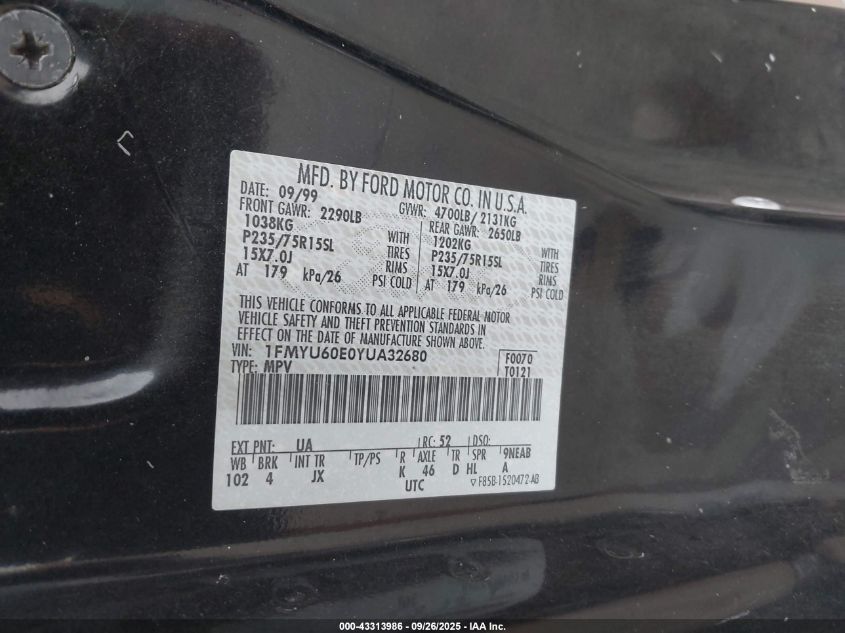 MFD. BY FORD MOTOR CO. IN U.S.A.
DATE: 09/99 GVWR: 4700LB/ 2131KG
FRONT GAWR: 2290LB REAR GAWR: 2650LB
1038KG WITH 1202KG WITH
P235/75R15SL TIRES P235/75R15SL TIRES
15X7.0J RIMS 15X7.0J RIMS
AT 179 kPa/26 PSI COLD AT 179 kPa/26 PSI COLD
THIS VEHICLE CONFORMS TO ALL APPLICABLE FEDERAL MOTOR
VEHICLE SAFETY AND THEFT PREVENTION STANDARDS IN
EFFECT ON THE DATE OF MANUFACTURE SHOWN ABOVE.
VIN: 1FMYU60E0YUA32680 F0070
TYPE: MPV T0121
EXT PNT: UA RC: 52 DSO:
WB BRK INT TR TP/PS R AXLE TR SPR 9NEAB
102 4 JX K 46 D HL A
UTC ▽ F85B-1520472-AB
000-43313986 - 09/26/2025 - IAA Inc.